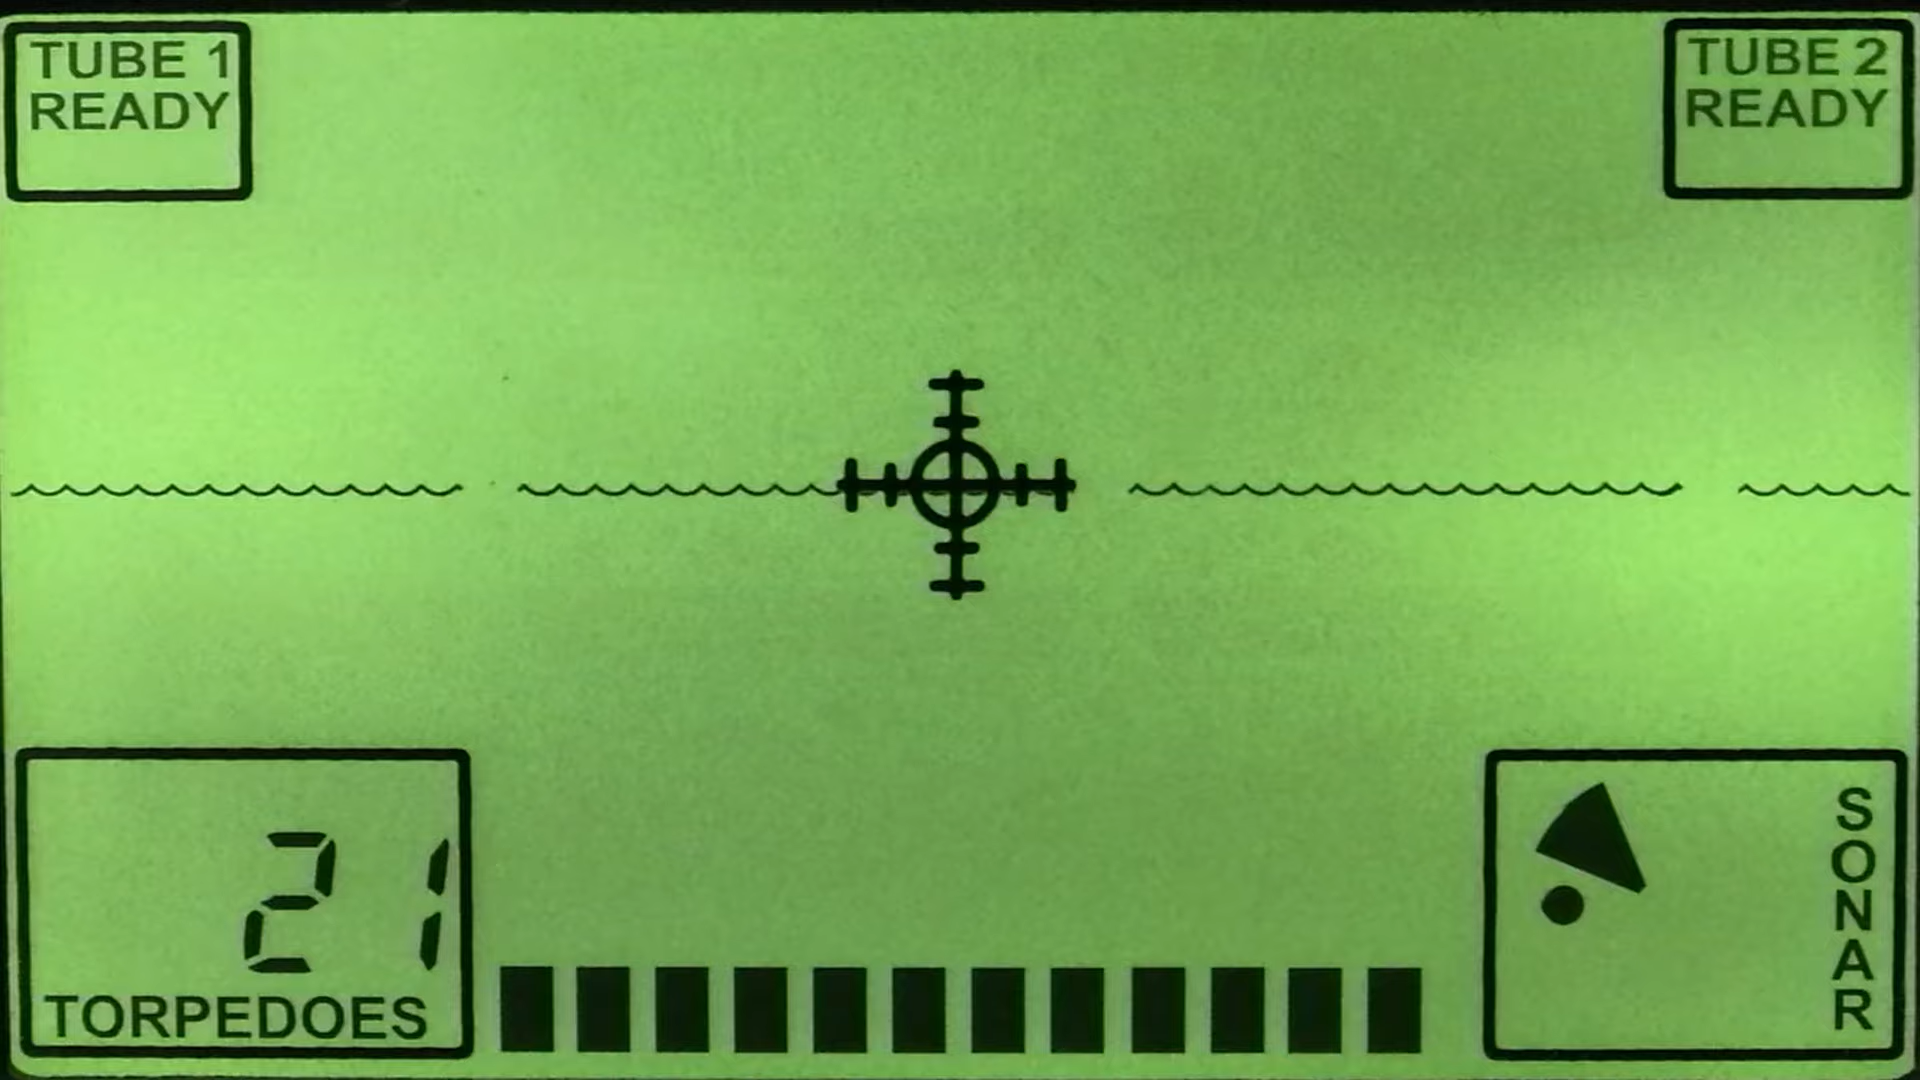 TUBE 1
READY
TUBE 2
READY
21
TORPEDOES
SONAR